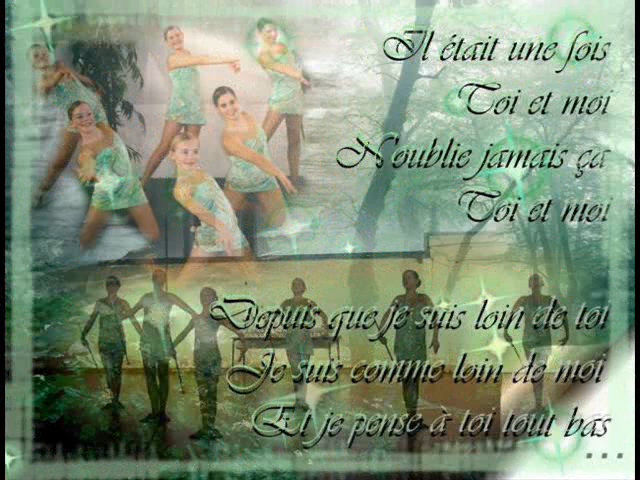 Il était une fois
Toi et moi
N'oublie jamais ça
Toi et moi
Depuis que je suis loin de toi
Je suis comme loin de moi
Et je pense à toi tout bas
...